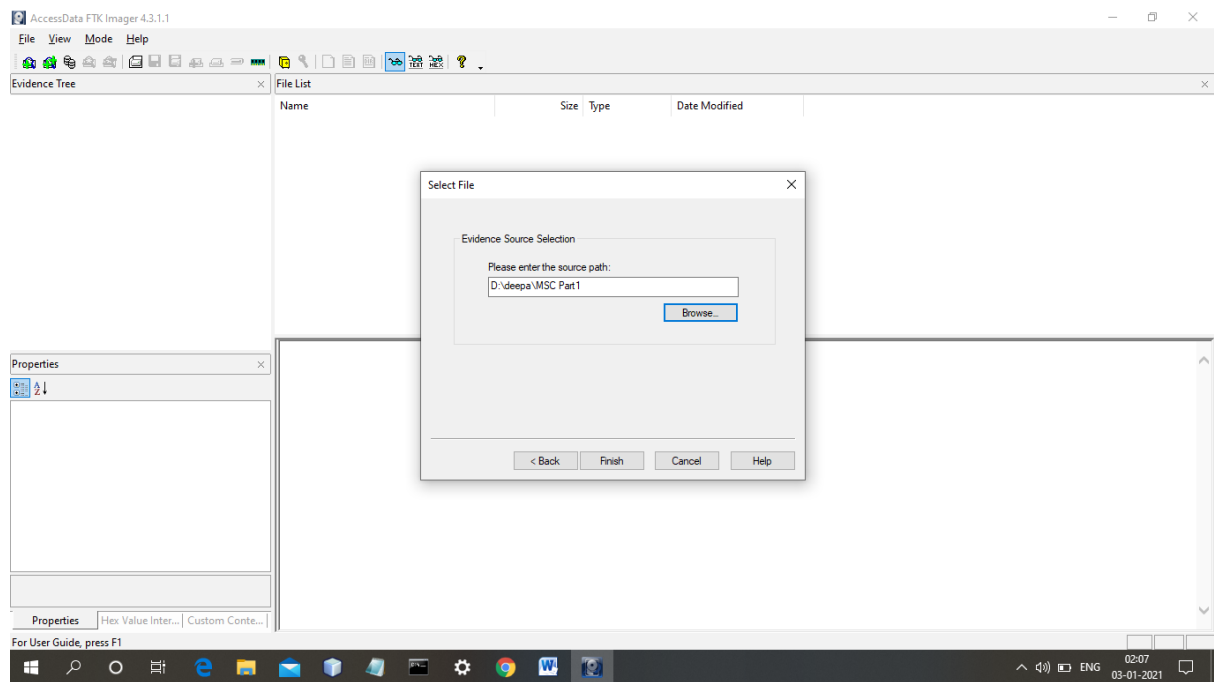 AccessData FTK Imager 4.3.1.1
File View Mode Help
TEXT HEX
Evidence Tree
File List
Name Size Type Date Modified
Select File
Evidence Source Selection
Please enter the source path:
D:\deepa\MSC Part1
Browse...
Properties
< Back Finish Cancel Help
Properties Hex Value Inter... Custom Conte...
For User Guide, press F1
ENG
02:07
03-01-2021